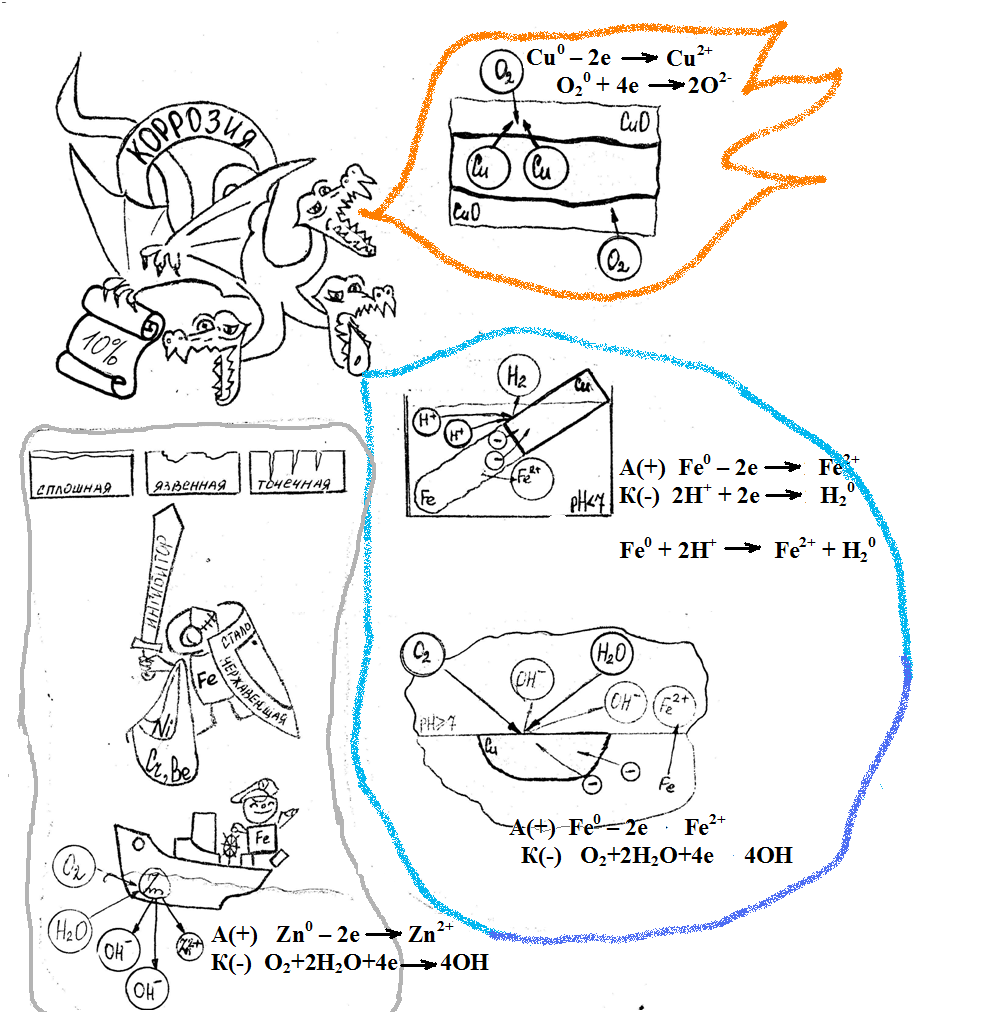 КОРРОЗИЯ
10%
Cu⁰ – 2e → Cu²⁺
O₂⁰ + 4e → 2O²⁻
O₂
CuO
Cu Cu
CuO
O₂
H₂
Cu
H⁺
H⁺
–
–
Fe²⁺
Fe
pH<7
А(+) Fe⁰ – 2e → Fe²⁺
К(-) 2H⁺ + 2e → H₂⁰
Fe⁰ + 2H⁺ → Fe²⁺ + H₂⁰
СПЛОШНАЯ
ЯЗВЕННАЯ
ТОЧЕЧНАЯ
ИНГИБИТОР
Fe
СТАЛЬ
НЕРЖАВЕЮЩАЯ
Ni
Cr, Be
O₂
H₂O
OH⁻
OH⁻
Fe²⁺
pH≥7
Cu
–
–
Fe
А(+) Fe⁰ – 2e Fe²⁺
К(-) O₂+2H₂O+4e 4OH
Fe
O₂
Zn
H₂O
OH⁻
Zn²⁺
OH⁻
А(+) Zn⁰ – 2e → Zn²⁺
К(-) O₂+2H₂O+4e → 4OH